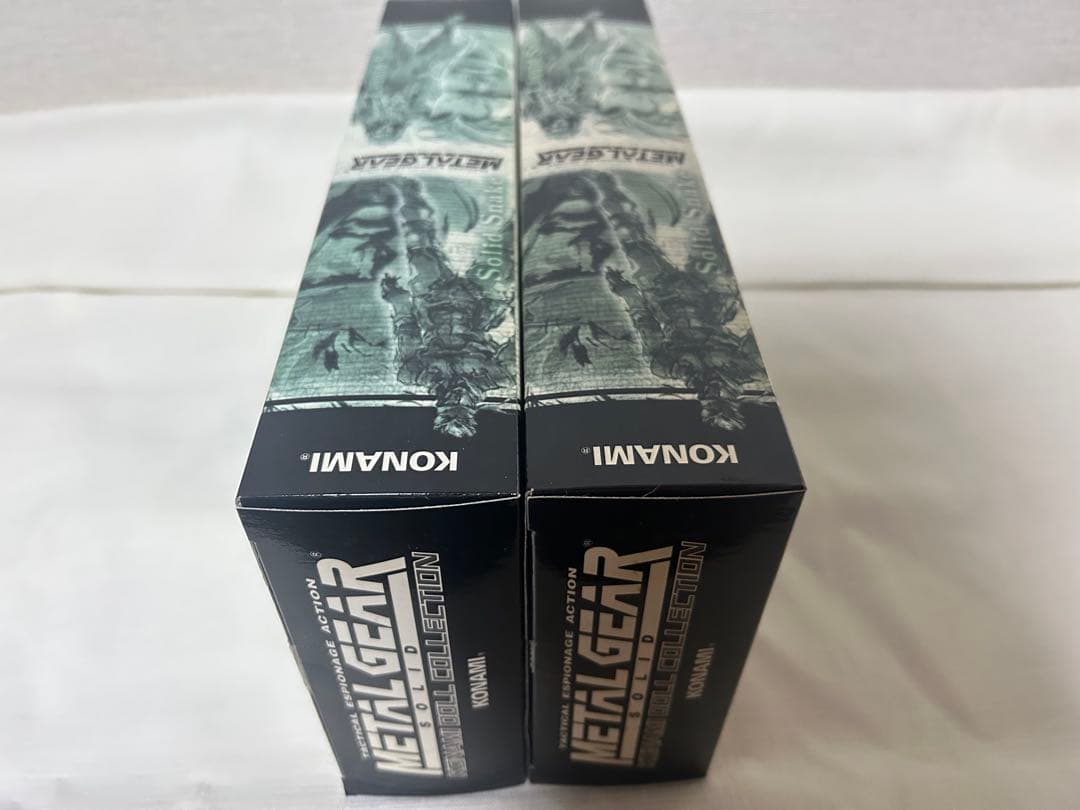 METAL GEAR
Solid Snake
KONAMI®
METAL GEAR
Solid Snake
KONAMI®
TACTICAL ESPIONAGE ACTION
METAL GEAR®
SOLID
KONAMI DOLL COLLECTION
KONAMI®
TACTICAL ESPIONAGE ACTION
METAL GEAR®
SOLID
KONAMI DOLL COLLECTION
KONAMI®